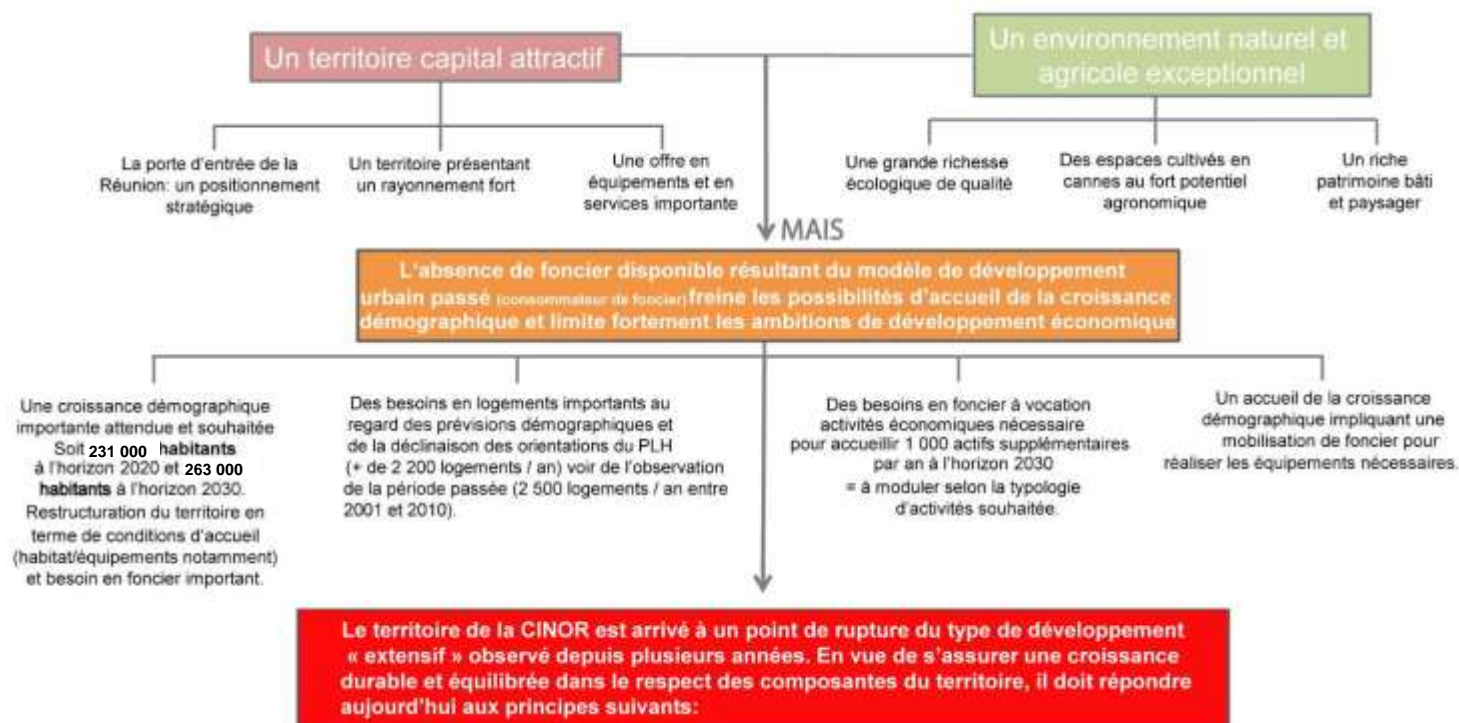 Un territoire capital attractif
Un environnement naturel et
agricole exceptionnel
La porte d'entrée de la
Réunion: un positionnement
stratégique
Un territoire présentant
un rayonnement fort
Une offre en
équipements et en
services importante
Une grande richesse
écologique de qualité
Des espaces cultivés en
cannes au fort potentiel
agronomique
Un riche
patrimoine bâti
et paysager
MAIS
L'absence de foncier disponible résultant du modèle de développement
urbain passé (consommateur de foncier) freine les possibilités d'accueil de la croissance
démographique et limite fortement les ambitions de développement économique
Une croissance démographique
importante attendue et souhaitée
Soit 231 000 habitants
à l'horizon 2020 et 263 000
habitants à l'horizon 2030.
Restructuration du territoire en
terme de conditions d'accueil
(habitat/équipements notamment)
et besoin en foncier important.
Des besoins en logements importants au
regard des prévisions démographiques et
de la déclinaison des orientations du PLH
(+ de 2 200 logements / an) voir de l'observation
de la période passée (2 500 logements / an entre
2001 et 2010).
Des besoins en foncier à vocation
activités économiques nécessaire
pour accueillir 1 000 actifs supplémentaires
par an à l'horizon 2030
= à moduler selon la typologie
d'activités souhaitée.
Un accueil de la croissance
démographique impliquant une
mobilisation de foncier pour
réaliser les équipements nécessaires.
Le territoire de la CINOR est arrivé à un point de rupture du type de développement
« extensif » observé depuis plusieurs années. En vue de s'assurer une croissance
durable et équilibrée dans le respect des composantes du territoire, il doit répondre
aujourd'hui aux principes suivants: